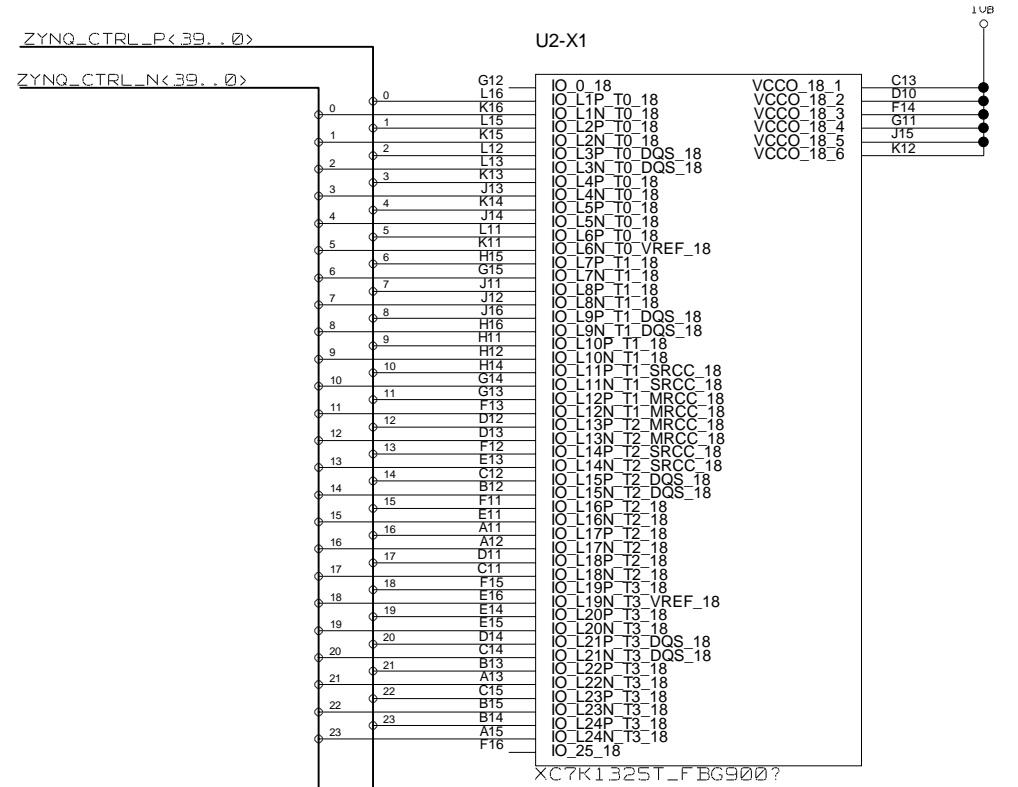 1V8
ZYNQ_CTRL_P<39..0>
U2-X1
ZYNQ_CTRL_N<39..0>
G12 IO_0_18 VCCO_18_1 C13
0 L16 IO_L1P_T0_18 VCCO_18_2 D10
0 K16 IO_L1N_T0_18 VCCO_18_3 F14
1 L15 IO_L2P_T0_18 VCCO_18_4 G11
1 K15 IO_L2N_T0_18 VCCO_18_5 J15
2 L12 IO_L3P_T0_DQS_18 VCCO_18_6 K12
2 L13 IO_L3N_T0_DQS_18
3 K13 IO_L4P_T0_18
3 J13 IO_L4N_T0_18
4 K14 IO_L5P_T0_18
4 J14 IO_L5N_T0_18
5 L11 IO_L6P_T0_18
5 K11 IO_L6N_T0_VREF_18
6 H15 IO_L7P_T1_18
6 G15 IO_L7N_T1_18
7 J11 IO_L8P_T1_18
7 J12 IO_L8N_T1_18
8 J16 IO_L9P_T1_DQS_18
8 H16 IO_L9N_T1_DQS_18
9 H11 IO_L10P_T1_18
9 H12 IO_L10N_T1_18
10 H14 IO_L11P_T1_SRCC_18
10 G14 IO_L11N_T1_SRCC_18
11 G13 IO_L12P_T1_MRCC_18
11 F13 IO_L12N_T1_MRCC_18
12 D12 IO_L13P_T2_MRCC_18
12 D13 IO_L13N_T2_MRCC_18
13 F12 IO_L14P_T2_SRCC_18
13 E13 IO_L14N_T2_SRCC_18
14 C12 IO_L15P_T2_DQS_18
14 B12 IO_L15N_T2_DQS_18
15 F11 IO_L16P_T2_18
15 E11 IO_L16N_T2_18
16 A11 IO_L17P_T2_18
16 A12 IO_L17N_T2_18
17 D11 IO_L18P_T2_18
17 C11 IO_L18N_T2_18
18 F15 IO_L19P_T3_18
18 E16 IO_L19N_T3_VREF_18
19 E14 IO_L20P_T3_18
19 E15 IO_L20N_T3_18
20 D14 IO_L21P_T3_DQS_18
20 C14 IO_L21N_T3_DQS_18
21 B13 IO_L22P_T3_18
21 A13 IO_L22N_T3_18
22 C15 IO_L23P_T3_18
22 B15 IO_L23N_T3_18
23 B14 IO_L24P_T3_18
23 A15 IO_L24N_T3_18
F16 IO_25_18
XC7K1325T_FBG900?